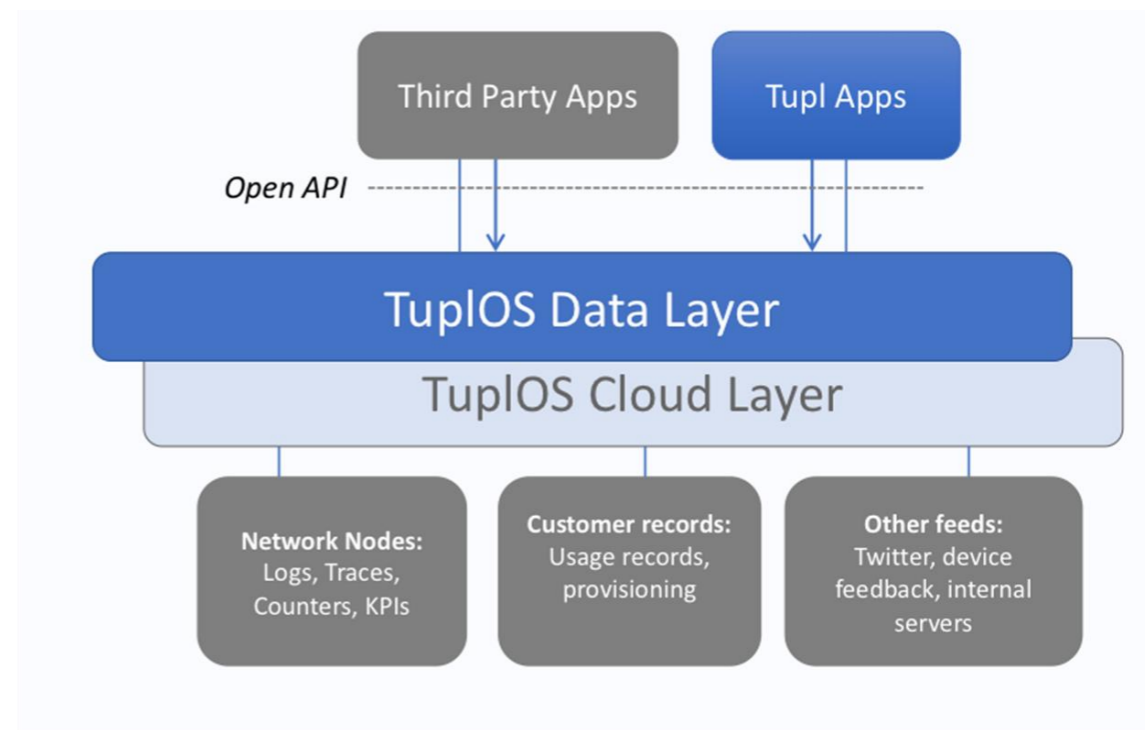 Third Party Apps
Tupl Apps
Open API
TuplOS Data Layer
TuplOS Cloud Layer
Network Nodes:
Logs, Traces,
Counters, KPIs
Customer records:
Usage records,
provisioning
Other feeds:
Twitter, device
feedback, internal
servers